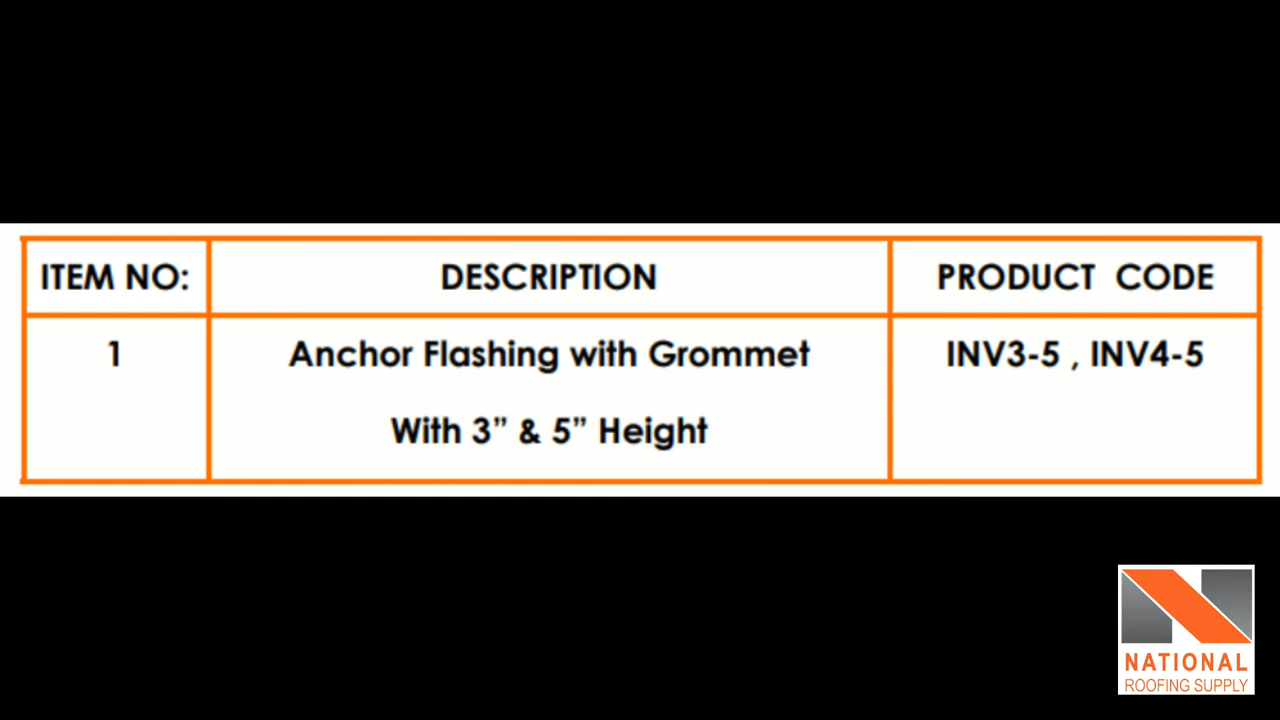 ITEM NO: DESCRIPTION PRODUCT CODE
1 Anchor Flashing with Grommet INV3-5 , INV4-5
With 3” & 5” Height
NATIONAL
ROOFING SUPPLY